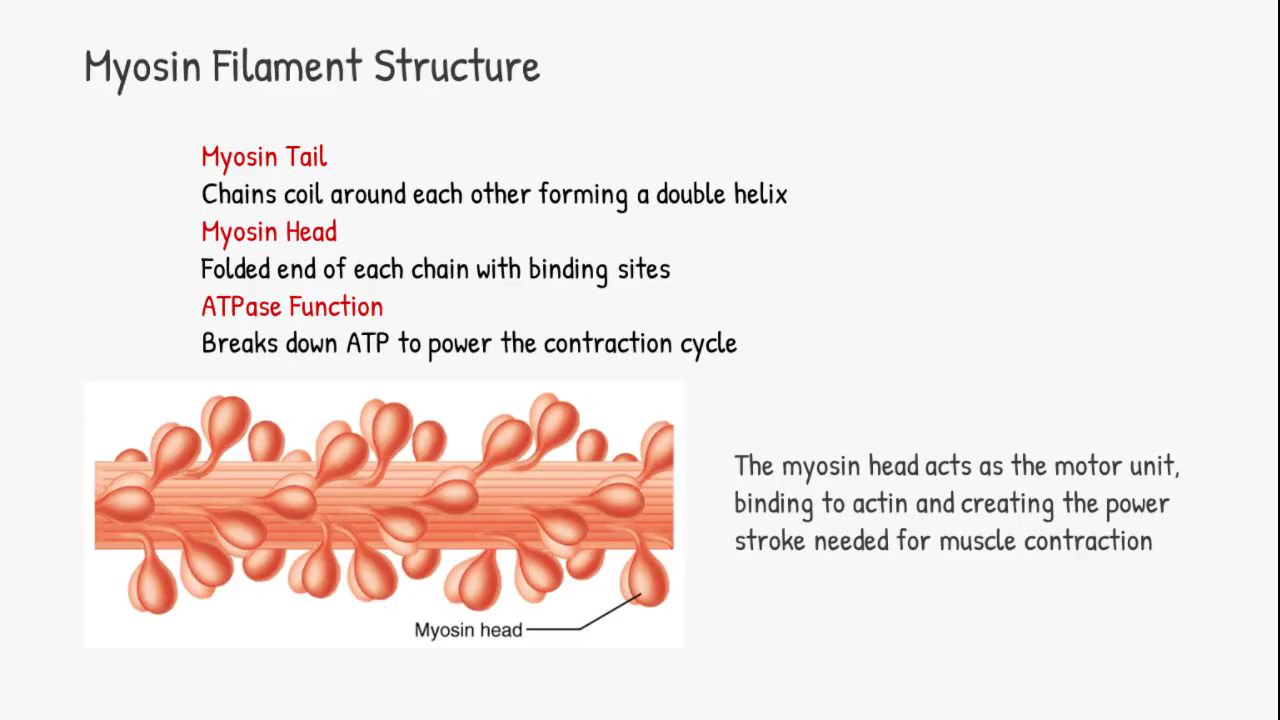 Myosin Filament Structure
Myosin Tail
Chains coil around each other forming a double helix
Myosin Head
Folded end of each chain with binding sites
ATPase Function
Breaks down ATP to power the contraction cycle
The myosin head acts as the motor unit,
binding to actin and creating the power
stroke needed for muscle contraction
Myosin head